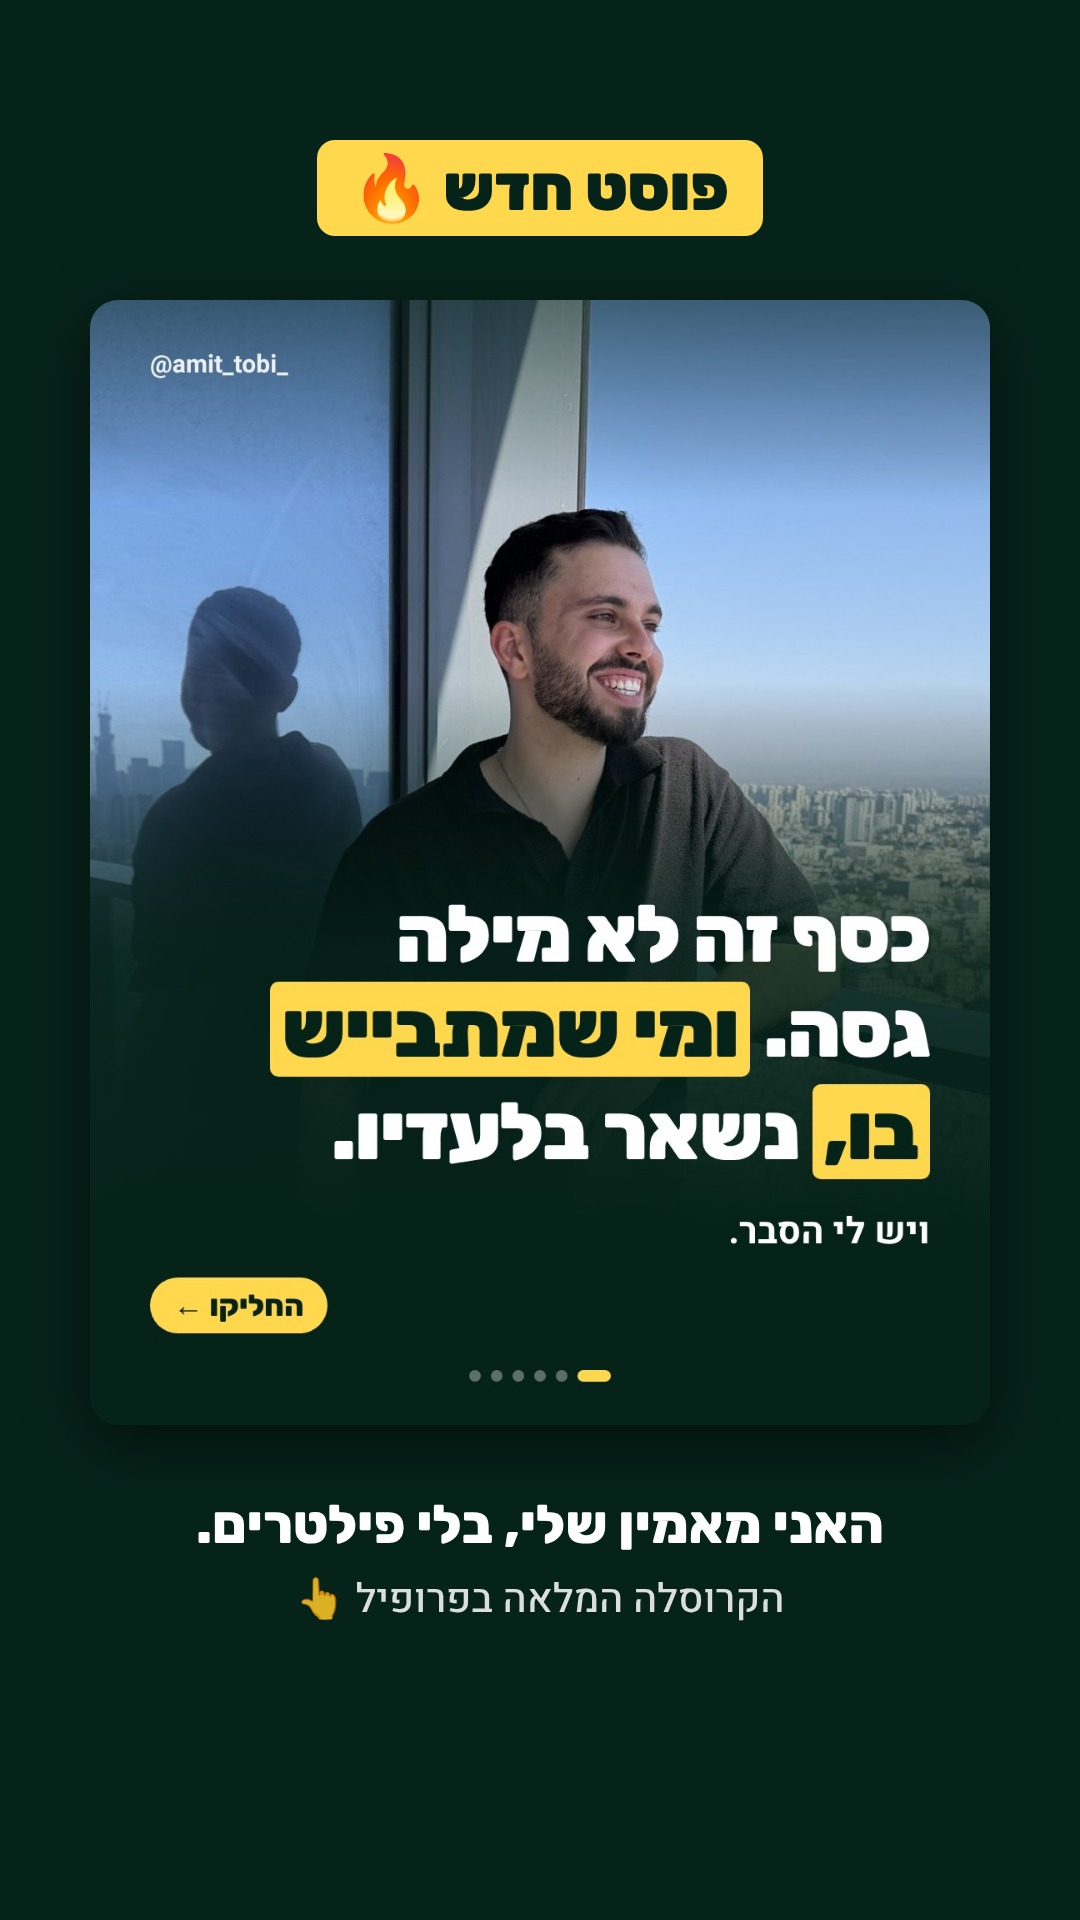 פוסט חדש 🔥
@amit_tobi_
כסף זה לא מילה
גסה. ומי שמתבייש
בו, נשאר בלעדיו.
ויש לי הסבר.
החליקו ←
האני מאמין שלי, בלי פילטרים.
הקרוסלה המלאה בפרופיל 👆